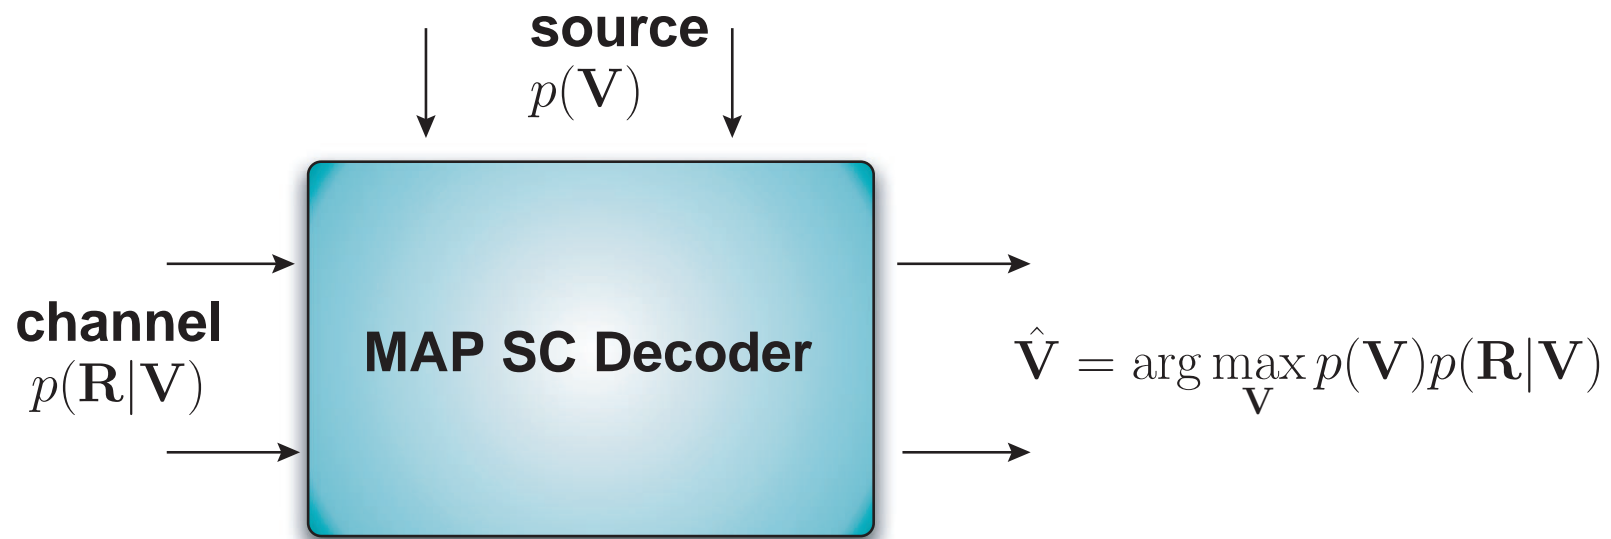 source
p(V)
channel
p(R|V)
MAP SC Decoder
V̂ = arg max p(V)p(R|V)
V